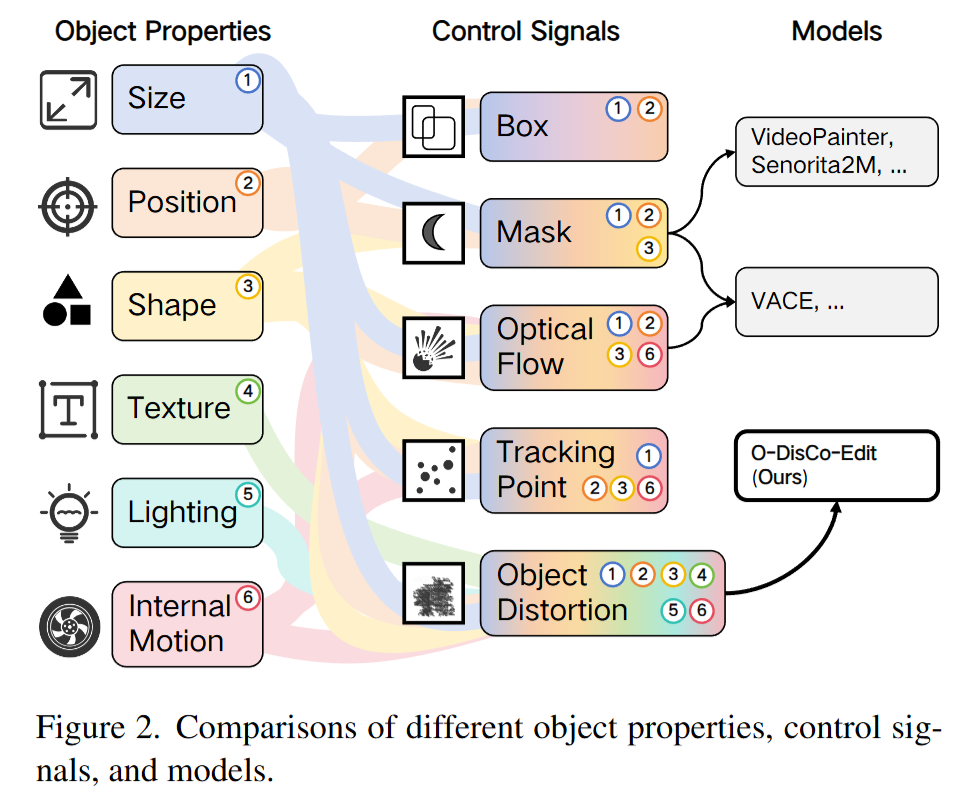 Object Properties
Control Signals
Models
Size 1
Position 2
Shape 3
Texture 4
T
Lighting 5
Internal 6
Motion
Box 1 2
Mask 1 2
3
Optical 1 2
Flow 3 6
Tracking 1
Point 2 3 6
Object 1 2 3 4
Distortion 5 6
VideoPainter,
Senorita2M, ...
VACE, ...
O-DisCo-Edit
(Ours)
Figure 2. Comparisons of different object properties, control sig-
nals, and models.